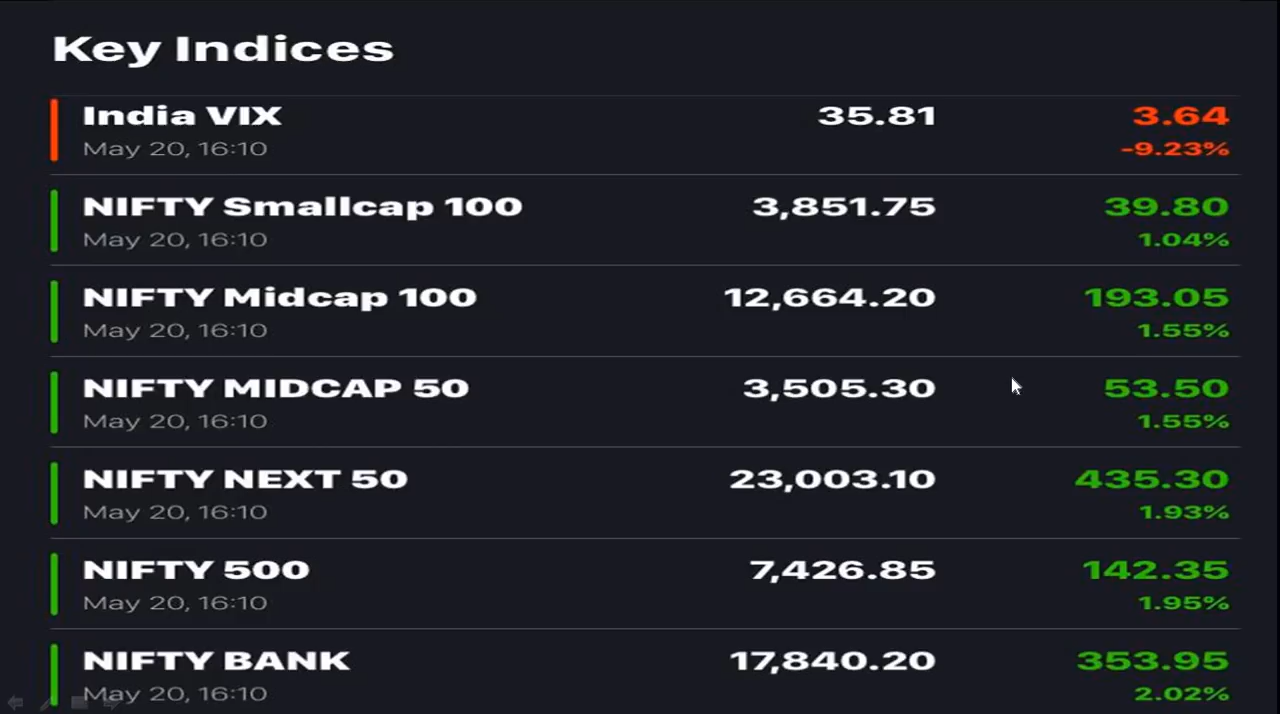 Key Indices
India VIX 35.81 3.64
May 20, 16:10 -9.23%
NIFTY Smallcap 100 3,851.75 39.80
May 20, 16:10 1.04%
NIFTY Midcap 100 12,664.20 193.05
May 20, 16:10 1.55%
NIFTY MIDCAP 50 3,505.30 53.50
May 20, 16:10 1.55%
NIFTY NEXT 50 23,003.10 435.30
May 20, 16:10 1.93%
NIFTY 500 7,426.85 142.35
May 20, 16:10 1.95%
NIFTY BANK 17,840.20 353.95
May 20, 16:10 2.02%